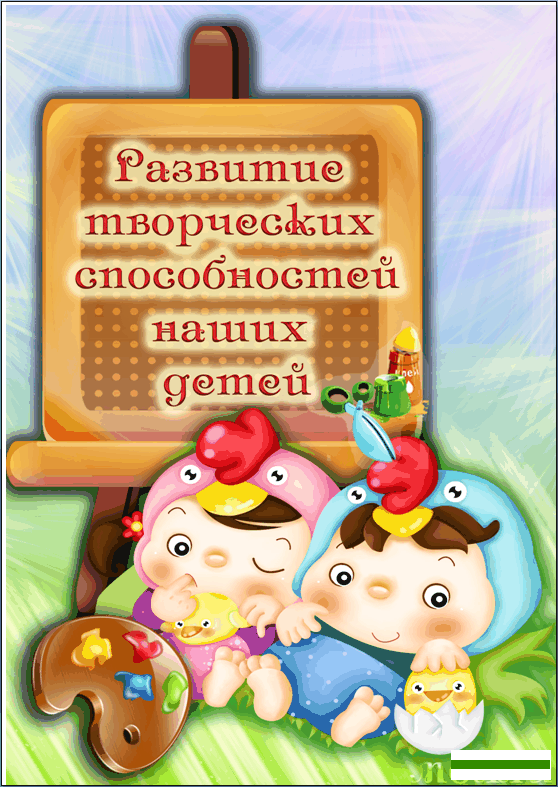 Развитие
творческих
способностей
наших
детей